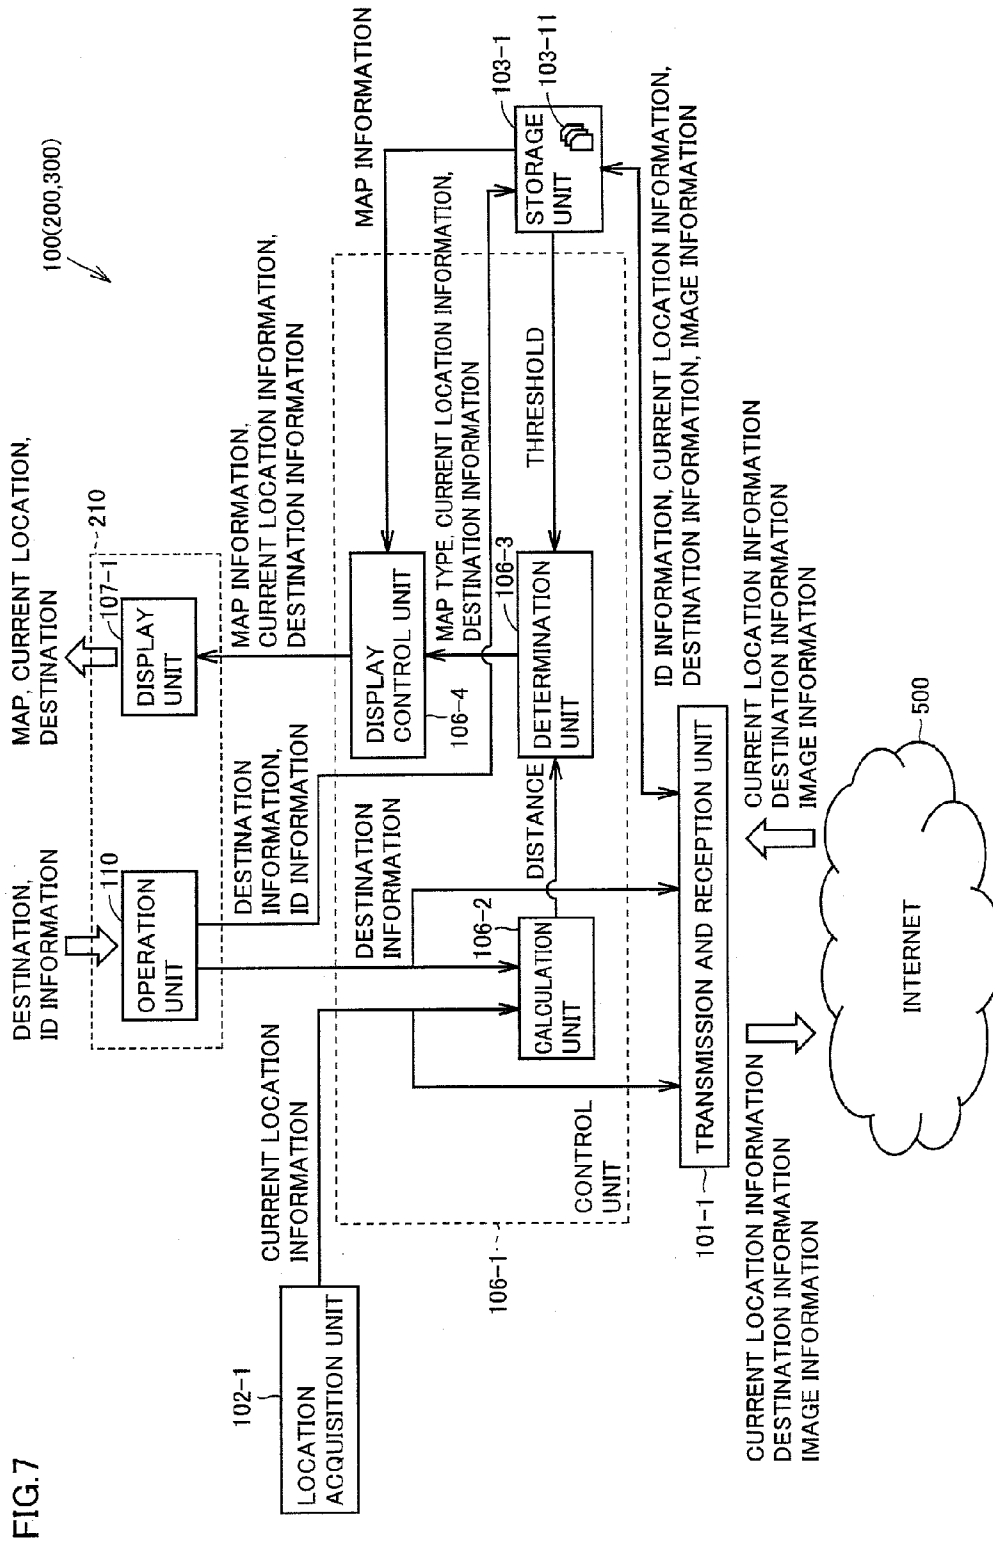 FIG.7
100(200,300)
DESTINATION,
ID INFORMATION
MAP, CURRENT LOCATION,
DESTINATION
210
110
OPERATION
UNIT
107-1
DISPLAY
UNIT
DESTINATION
INFORMATION,
ID INFORMATION
MAP INFORMATION,
CURRENT LOCATION INFORMATION,
DESTINATION INFORMATION
MAP INFORMATION
102-1
LOCATION
ACQUISITION UNIT
CURRENT LOCATION
INFORMATION
DESTINATION
INFORMATION
DISPLAY
CONTROL UNIT
106-4
MAP TYPE, CURRENT LOCATION INFORMATION,
DESTINATION INFORMATION
103-1
103-11
STORAGE
UNIT
106-1
106-2
CALCULATION
UNIT
DISTANCE
106-3
DETERMINATION
UNIT
THRESHOLD
CONTROL
UNIT
ID INFORMATION, CURRENT LOCATION INFORMATION,
DESTINATION INFORMATION, IMAGE INFORMATION
101-1
TRANSMISSION AND RECEPTION UNIT
CURRENT LOCATION INFORMATION
DESTINATION INFORMATION
IMAGE INFORMATION
CURRENT LOCATION INFORMATION
DESTINATION INFORMATION
IMAGE INFORMATION
500
INTERNET